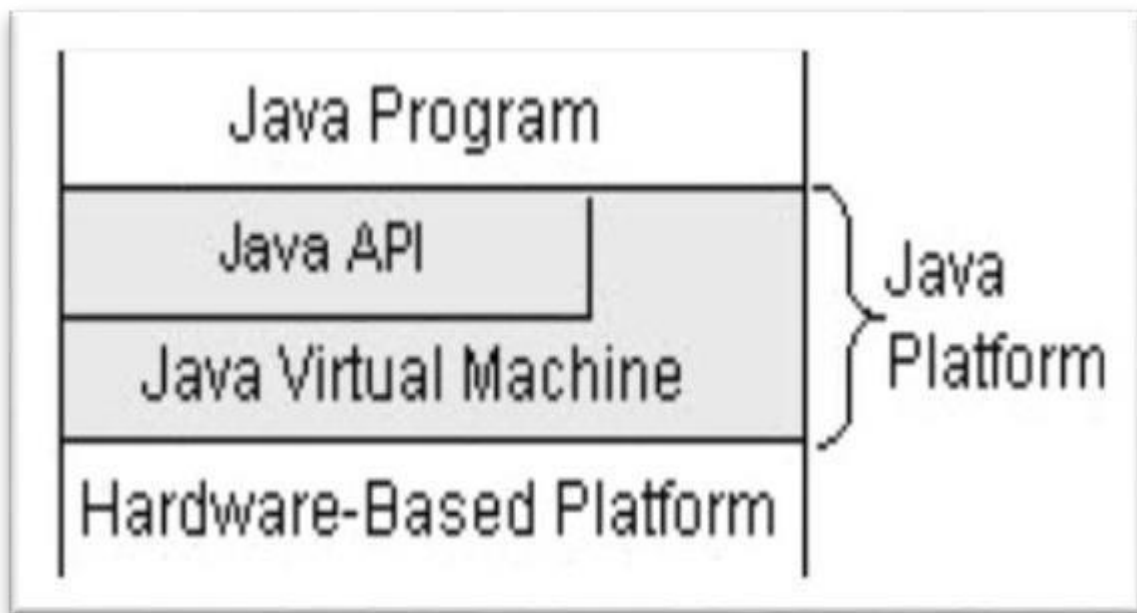 Java Program
Java API
Java Virtual Machine
Hardware-Based Platform
Java
Platform